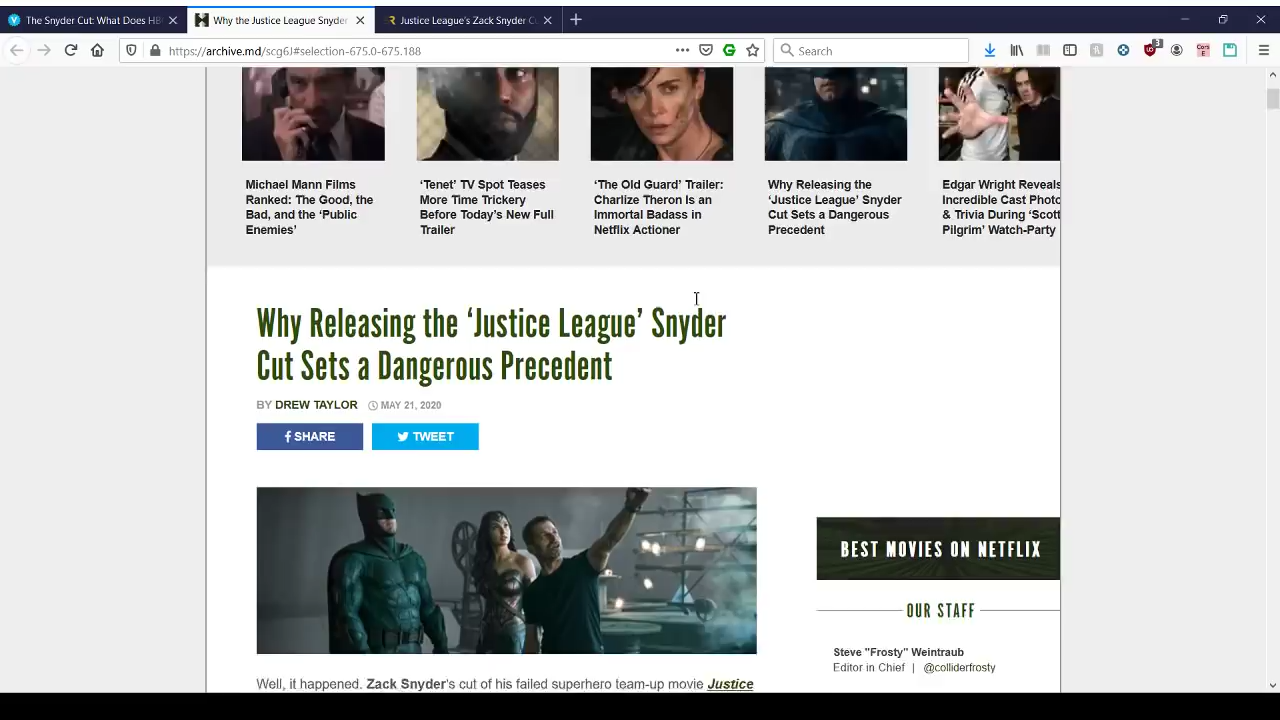 The Snyder Cut: What Does HB
Why the Justice League Snyder
Justice League's Zack Snyder Cu
https://archive.md/scg6J#selection-675.0-675.188
Search
3
Michael Mann Films
Ranked: The Good, the
Bad, and the ‘Public
Enemies’
‘Tenet’ TV Spot Teases
More Time Trickery
Before Today’s New Full
Trailer
‘The Old Guard’ Trailer:
Charlize Theron Is an
Immortal Badass in
Netflix Actioner
Why Releasing the
‘Justice League’ Snyder
Cut Sets a Dangerous
Precedent
Edgar Wright Reveals
Incredible Cast Photo
& Trivia During ‘Scott
Pilgrim’ Watch-Party
Why Releasing the ‘Justice League’ Snyder
Cut Sets a Dangerous Precedent
BY DREW TAYLOR MAY 21, 2020
SHARE
TWEET
BEST MOVIES ON NETFLIX
OUR STAFF
Steve "Frosty" Weintraub
Editor in Chief | @colliderfrosty
Well, it happened. Zack Snyder's cut of his failed superhero team-up movie Justice